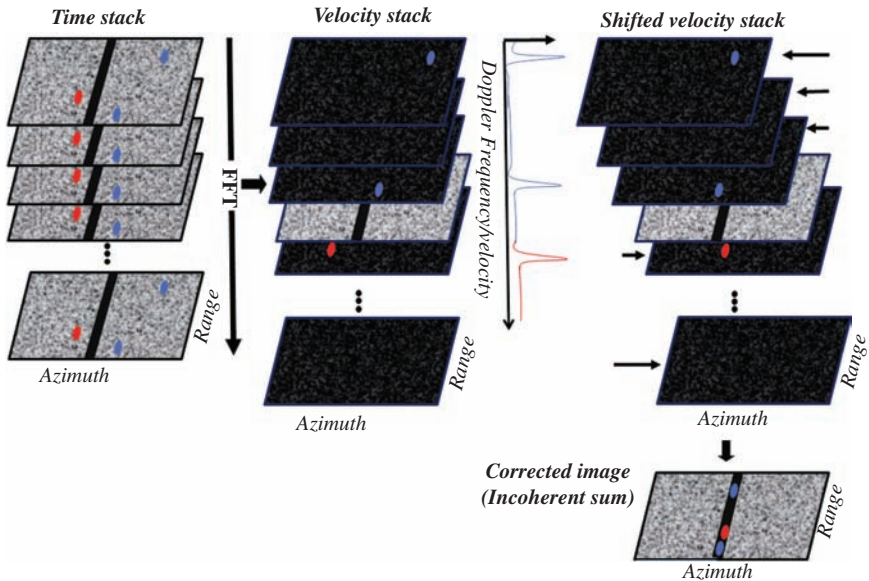 Time stack
Velocity stack
Shifted velocity stack
FFT
Doppler Frequency/velocity
Range
Azimuth
Range
Azimuth
Range
Azimuth
Corrected image
(Incoherent sum)
Range
Azimuth